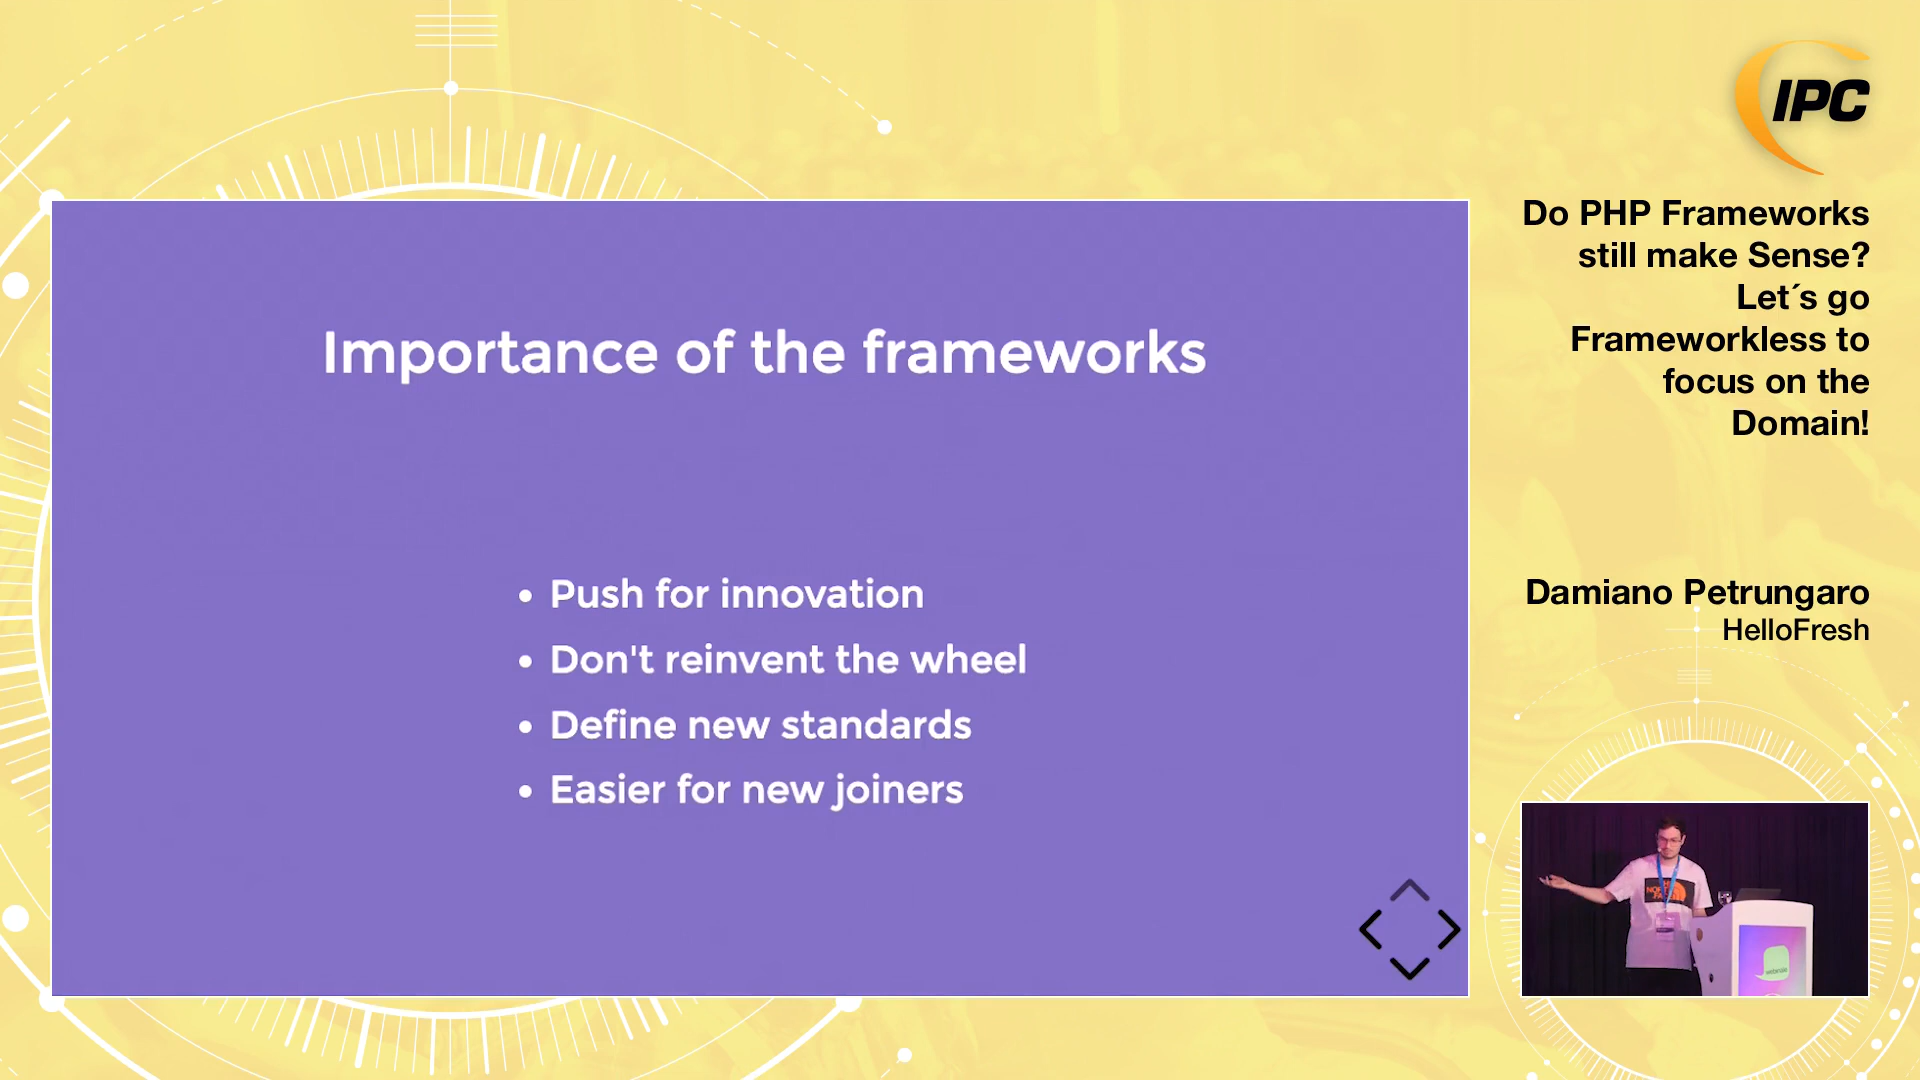 IPC
Do PHP Frameworks
still make Sense?
Let´s go
Frameworkless to
focus on the
Domain!
Importance of the frameworks
• Push for innovation
• Don't reinvent the wheel
• Define new standards
• Easier for new joiners
Damiano Petrungaro
HelloFresh